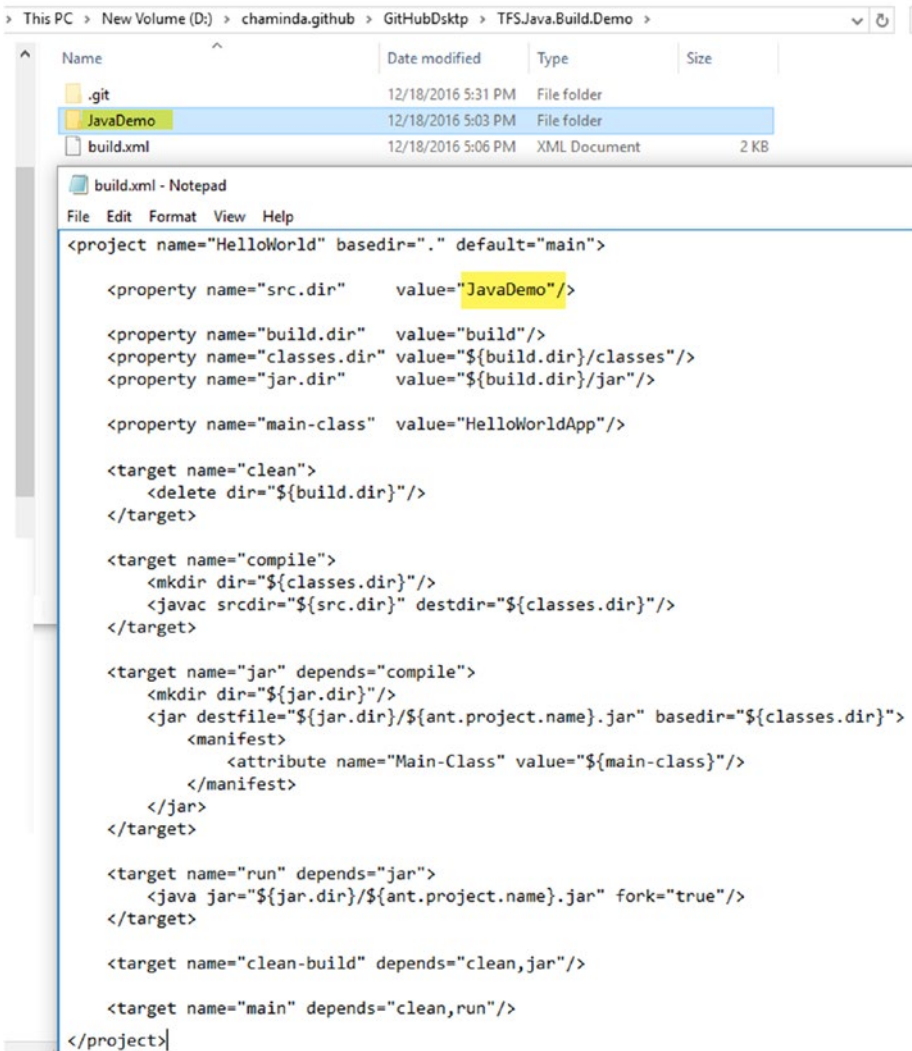 > This PC > New Volume (D:) > chaminda.github > GitHubDsktp > TFS.Java.Build.Demo >
Name Date modified Type Size
.git 12/18/2016 5:31 PM File folder
JavaDemo 12/18/2016 5:03 PM File folder
build.xml 12/18/2016 5:06 PM XML Document 2 KB
build.xml - Notepad
File Edit Format View Help
<project name="HelloWorld" basedir="." default="main">
<property name="src.dir" value="JavaDemo"/>
<property name="build.dir" value="build"/>
<property name="classes.dir" value="${build.dir}/classes"/>
<property name="jar.dir" value="${build.dir}/jar"/>
<property name="main-class" value="HelloWorldApp"/>
<target name="clean">
<delete dir="${build.dir}"/>
</target>
<target name="compile">
<mkdir dir="${classes.dir}"/>
<javac srcdir="${src.dir}" destdir="${classes.dir}"/>
</target>
<target name="jar" depends="compile">
<mkdir dir="${jar.dir}"/>
<jar destfile="${jar.dir}/${ant.project.name}.jar" basedir="${classes.dir}">
<manifest>
<attribute name="Main-Class" value="${main-class}"/>
</manifest>
</jar>
</target>
<target name="run" depends="jar">
<java jar="${jar.dir}/${ant.project.name}.jar" fork="true"/>
</target>
<target name="clean-build" depends="clean,jar"/>
<target name="main" depends="clean,run"/>
</project>